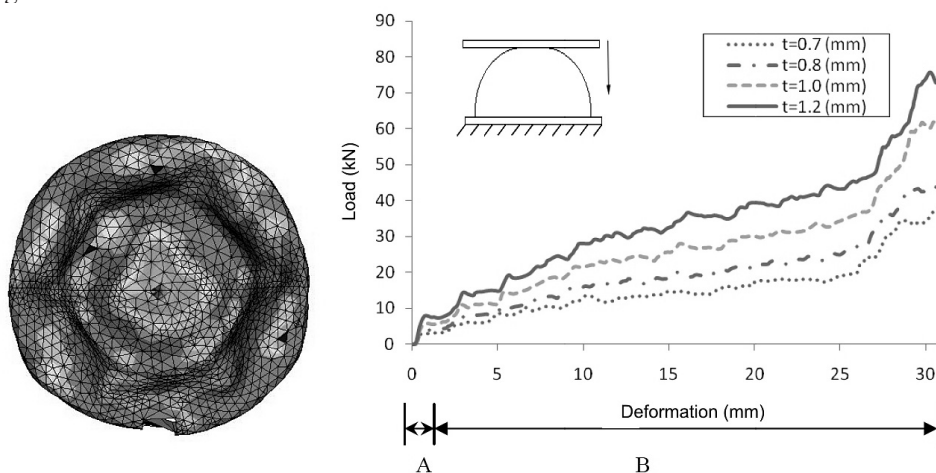 90
80
70
60
50
40
30
20
10
0
Load (kN)
t=0.7 (mm)
t=0.8 (mm)
t=1.0 (mm)
t=1.2 (mm)
0 5 10 15 20 25 30
Deformation (mm)
A B